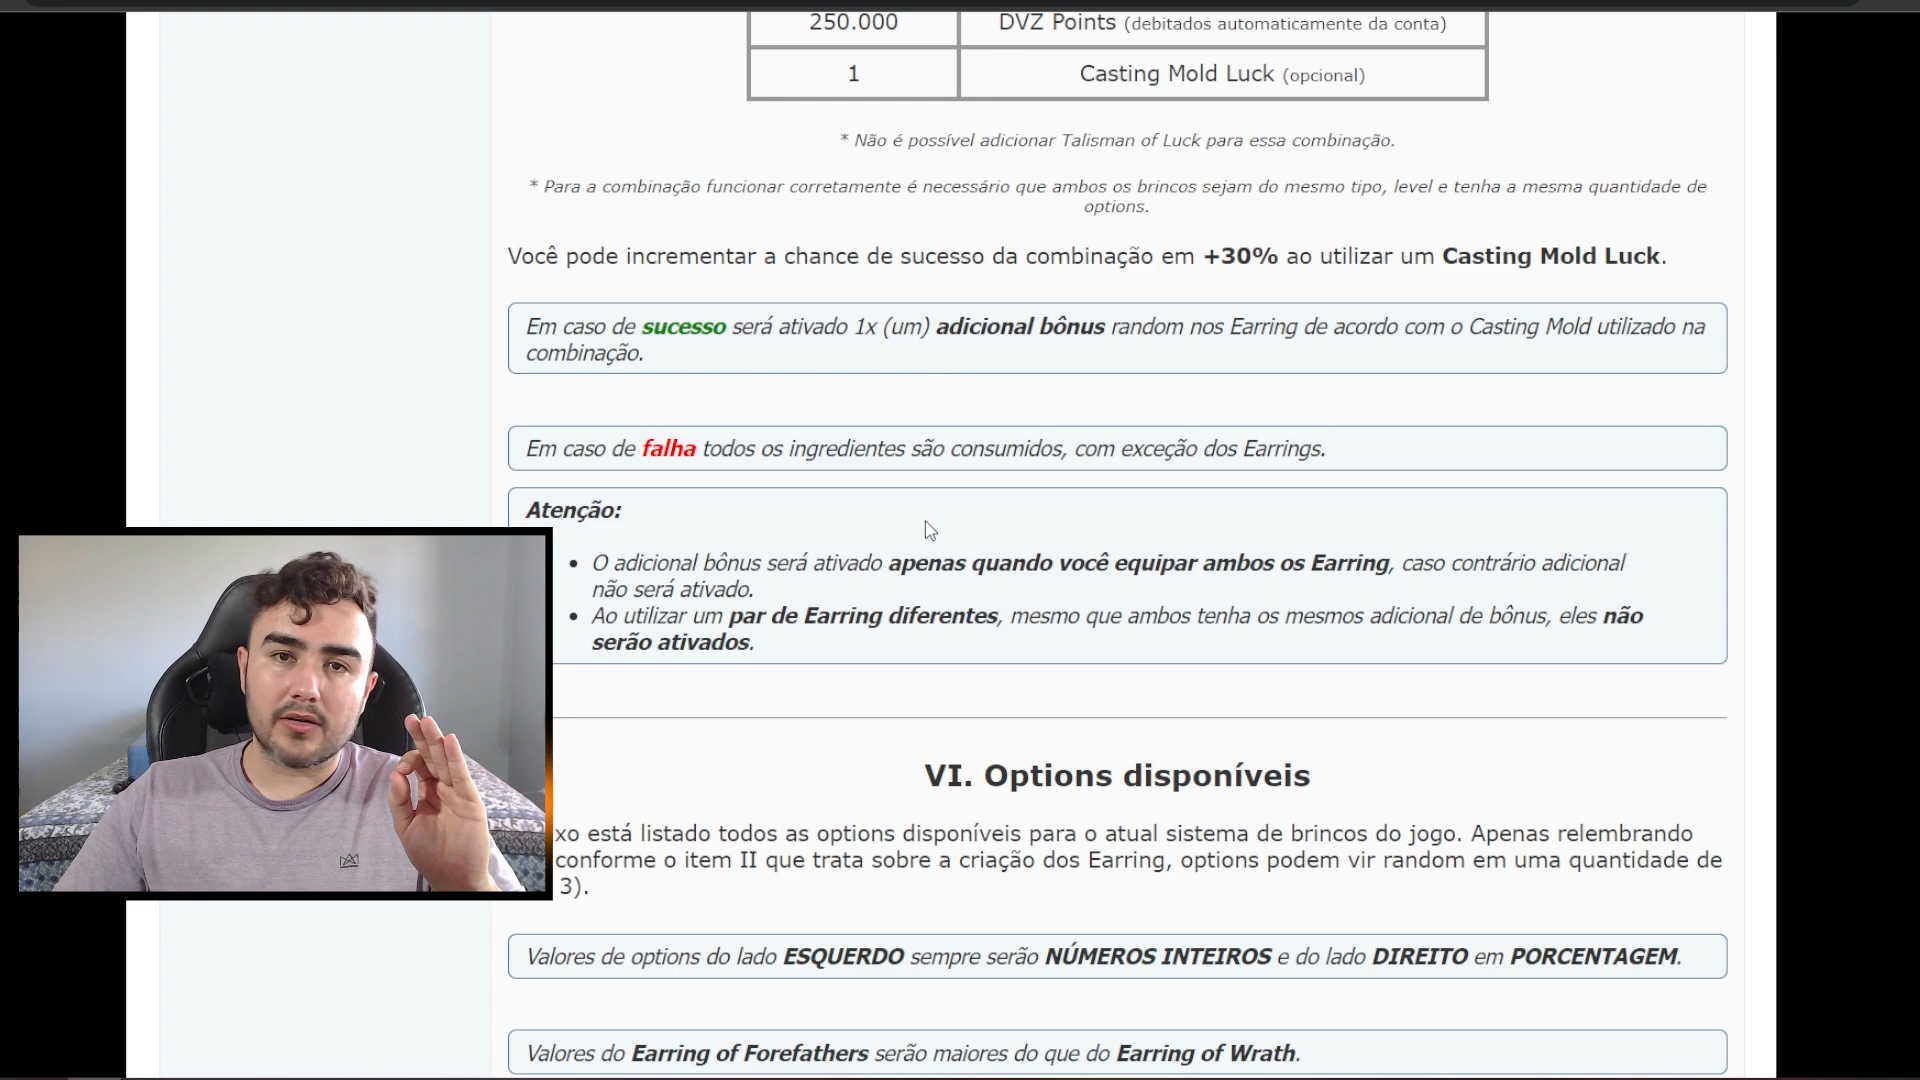 250.000 DVZ Points (debitados automaticamente da conta)
1 Casting Mold Luck (opcional)
* Não é possível adicionar Talisman of Luck para essa combinação.
* Para a combinação funcionar corretamente é necessário que ambos os brincos sejam do mesmo tipo, level e tenha a mesma quantidade de
options.
Você pode incrementar a chance de sucesso da combinação em +30% ao utilizar um Casting Mold Luck.
Em caso de sucesso será ativado 1x (um) adicional bônus random nos Earring de acordo com o Casting Mold utilizado na
combinação.
Em caso de falha todos os ingredientes são consumidos, com exceção dos Earrings.
Atenção:
• O adicional bônus será ativado apenas quando você equipar ambos os Earring, caso contrário adicional
não será ativado.
• Ao utilizar um par de Earring diferentes, mesmo que ambos tenha os mesmos adicional de bônus, eles não
serão ativados.
VI. Options disponíveis
xo está listado todos as options disponíveis para o atual sistema de brincos do jogo. Apenas relembrando
conforme o item II que trata sobre a criação dos Earring, options podem vir random em uma quantidade de
3).
Valores de options do lado ESQUERDO sempre serão NÚMEROS INTEIROS e do lado DIREITO em PORCENTAGEM.
Valores do Earring of Forefathers serão maiores do que do Earring of Wrath.